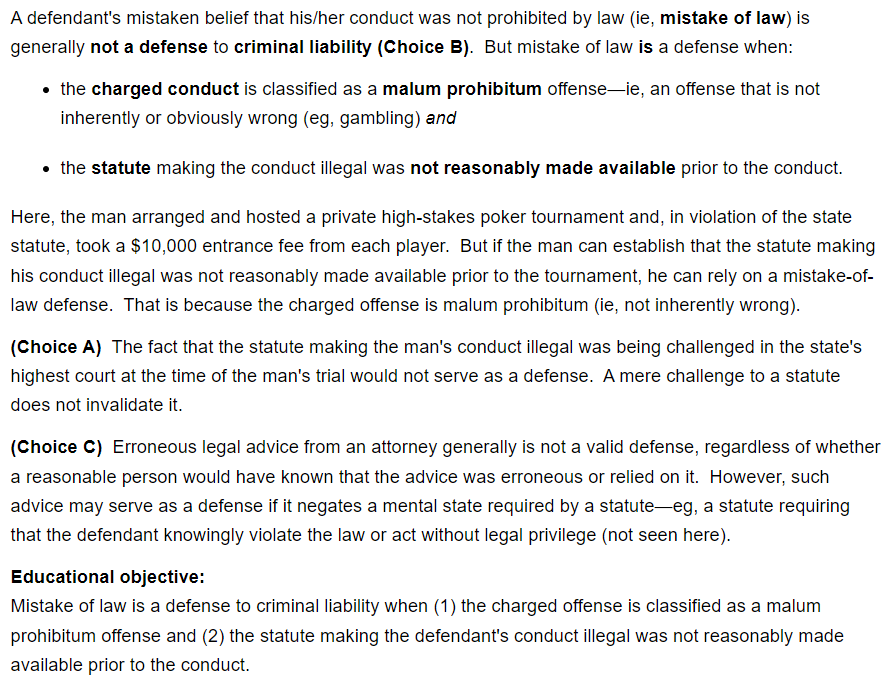 A defendant's mistaken belief that his/her conduct was not prohibited by law (ie, mistake of law) is
generally not a defense to criminal liability (Choice B).  But mistake of law is a defense when:
• the charged conduct is classified as a malum prohibitum offense—ie, an offense that is not
inherently or obviously wrong (eg, gambling) and
• the statute making the conduct illegal was not reasonably made available prior to the conduct.
Here, the man arranged and hosted a private high-stakes poker tournament and, in violation of the state
statute, took a $10,000 entrance fee from each player.  But if the man can establish that the statute making
his conduct illegal was not reasonably made available prior to the tournament, he can rely on a mistake-of-
law defense.  That is because the charged offense is malum prohibitum (ie, not inherently wrong).
(Choice A)  The fact that the statute making the man's conduct illegal was being challenged in the state's
highest court at the time of the man's trial would not serve as a defense.  A mere challenge to a statute
does not invalidate it.
(Choice C)  Erroneous legal advice from an attorney generally is not a valid defense, regardless of whether
a reasonable person would have known that the advice was erroneous or relied on it.  However, such
advice may serve as a defense if it negates a mental state required by a statute—eg, a statute requiring
that the defendant knowingly violate the law or act without legal privilege (not seen here).
Educational objective:
Mistake of law is a defense to criminal liability when (1) the charged offense is classified as a malum
prohibitum offense and (2) the statute making the defendant's conduct illegal was not reasonably made
available prior to the conduct.